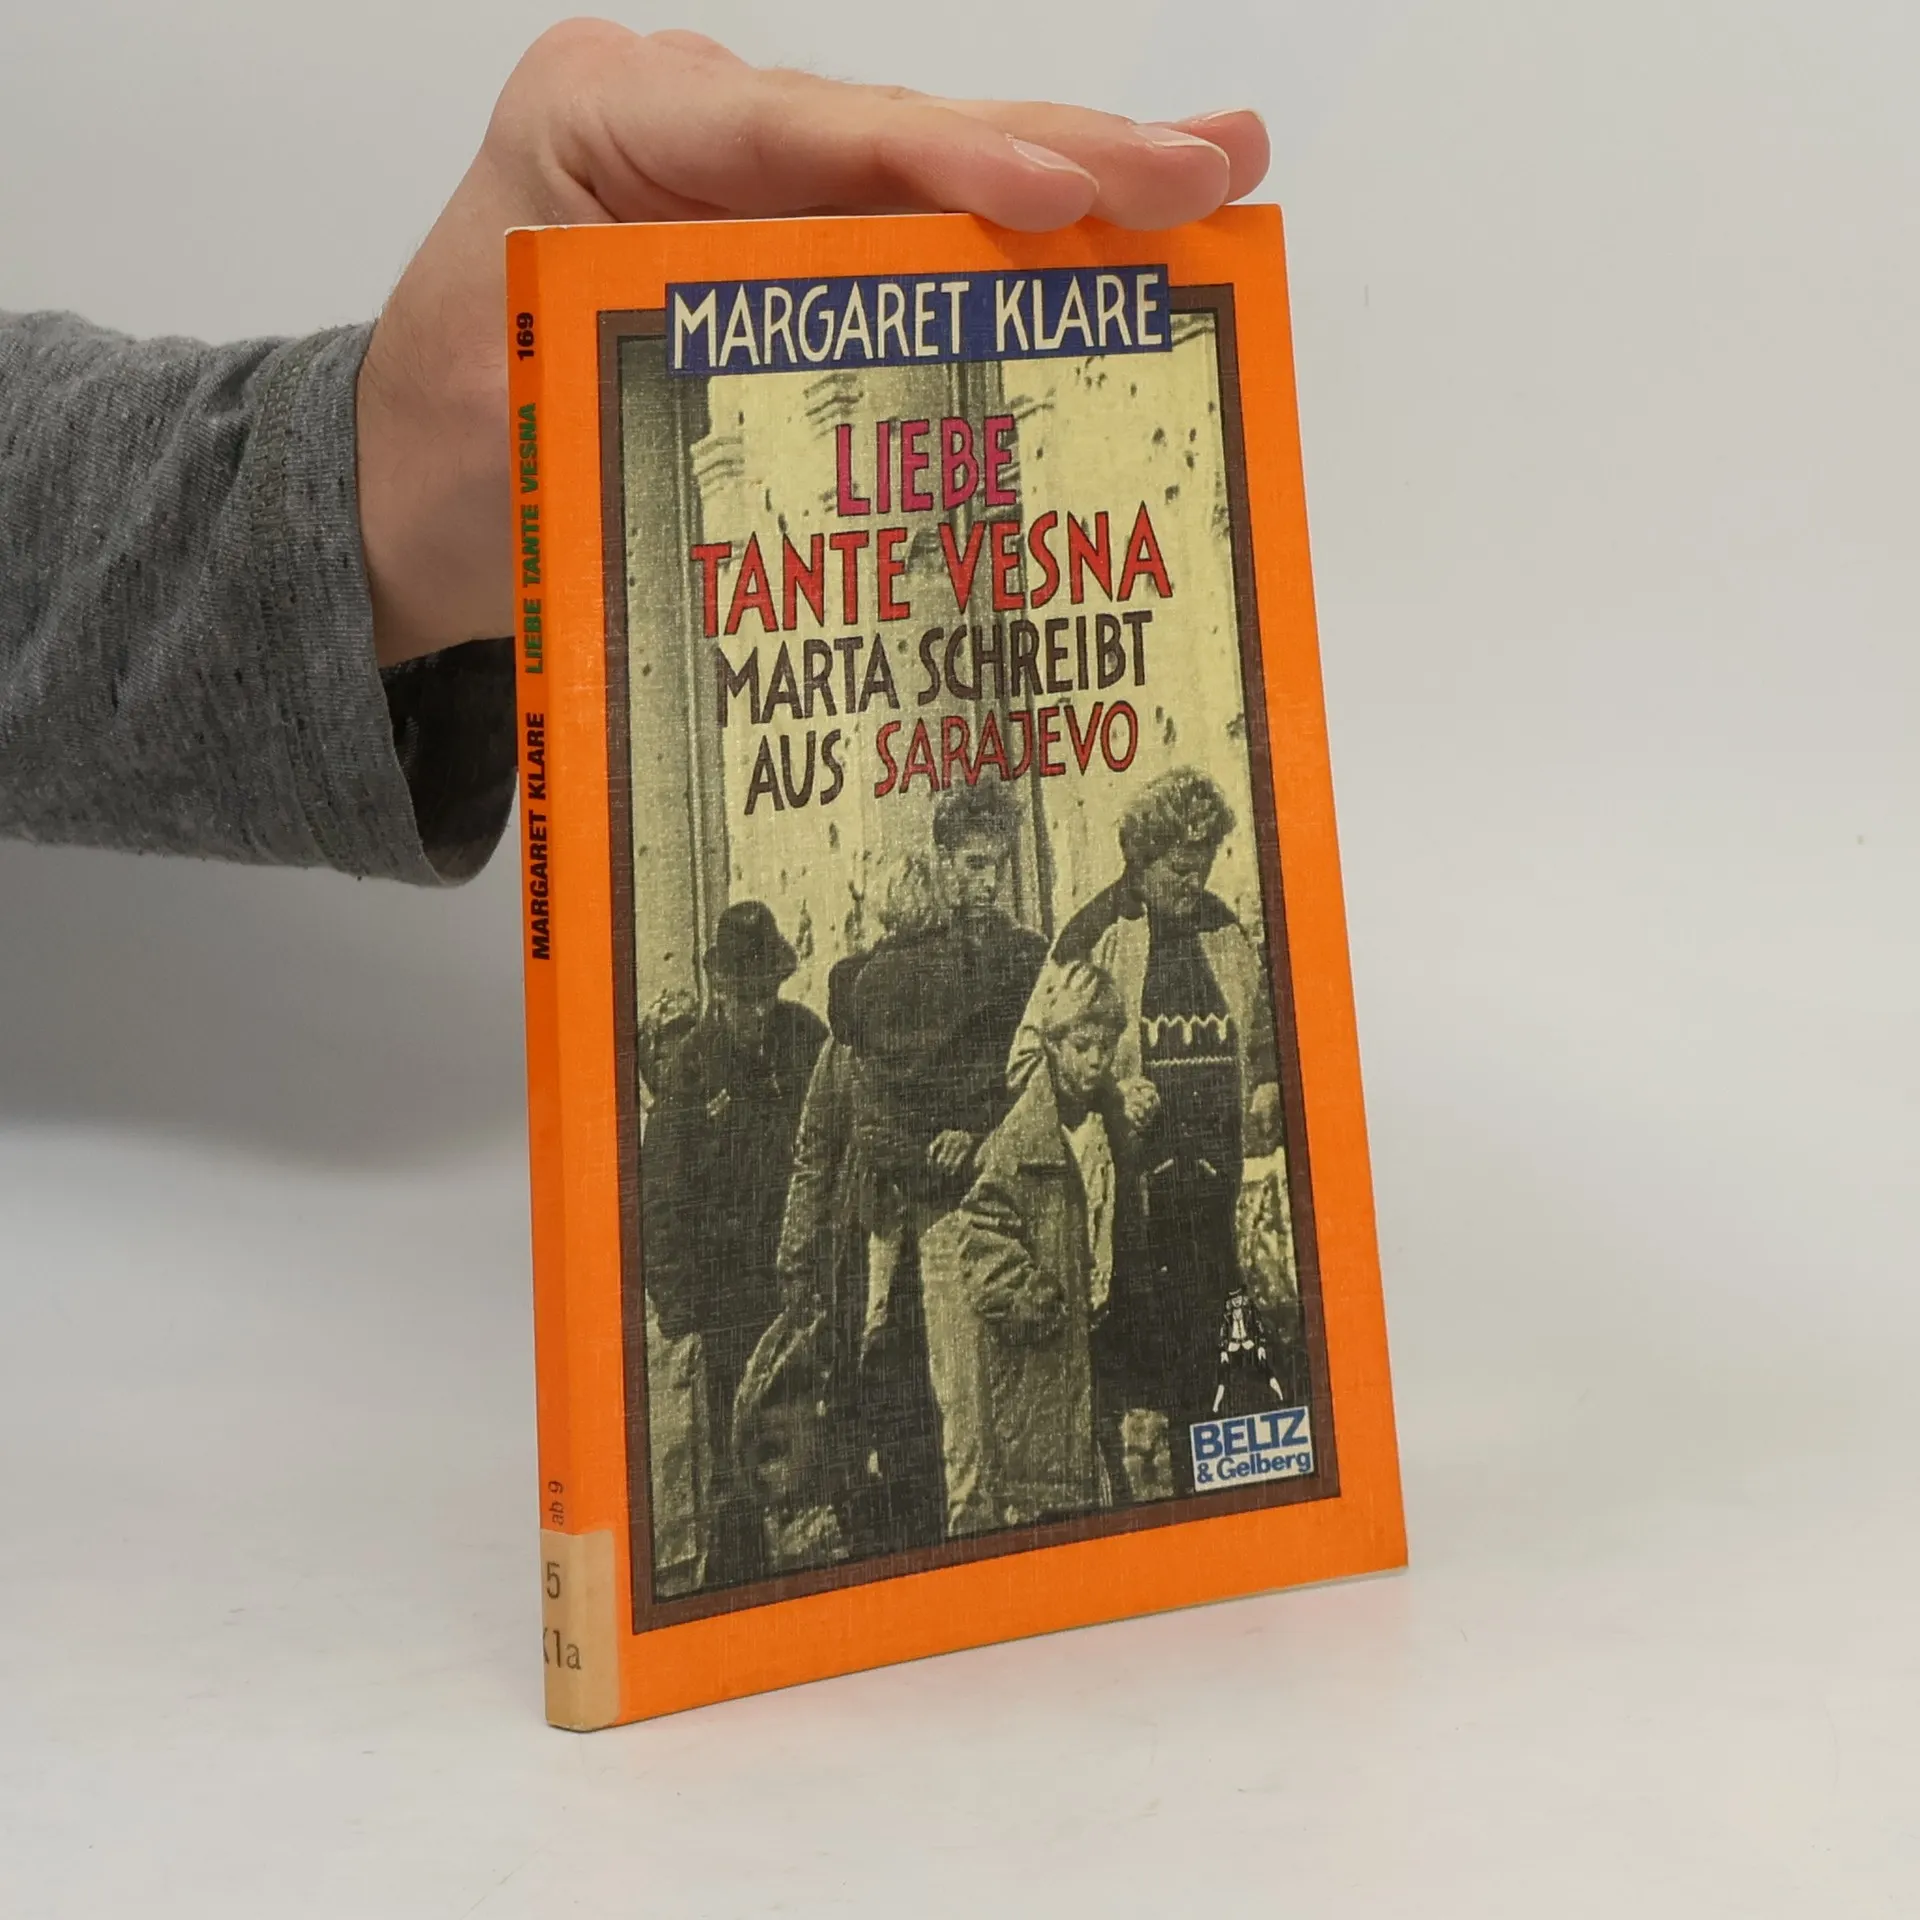 MARGARET KLARE
LIEBE
TANTE VESNA
MARTA SCHREIBT
AUS SARAJEVO
BELTZ
& Gelberg
MARGARET KLARE LIEBE TANTE VESNA 169
ab 9
5